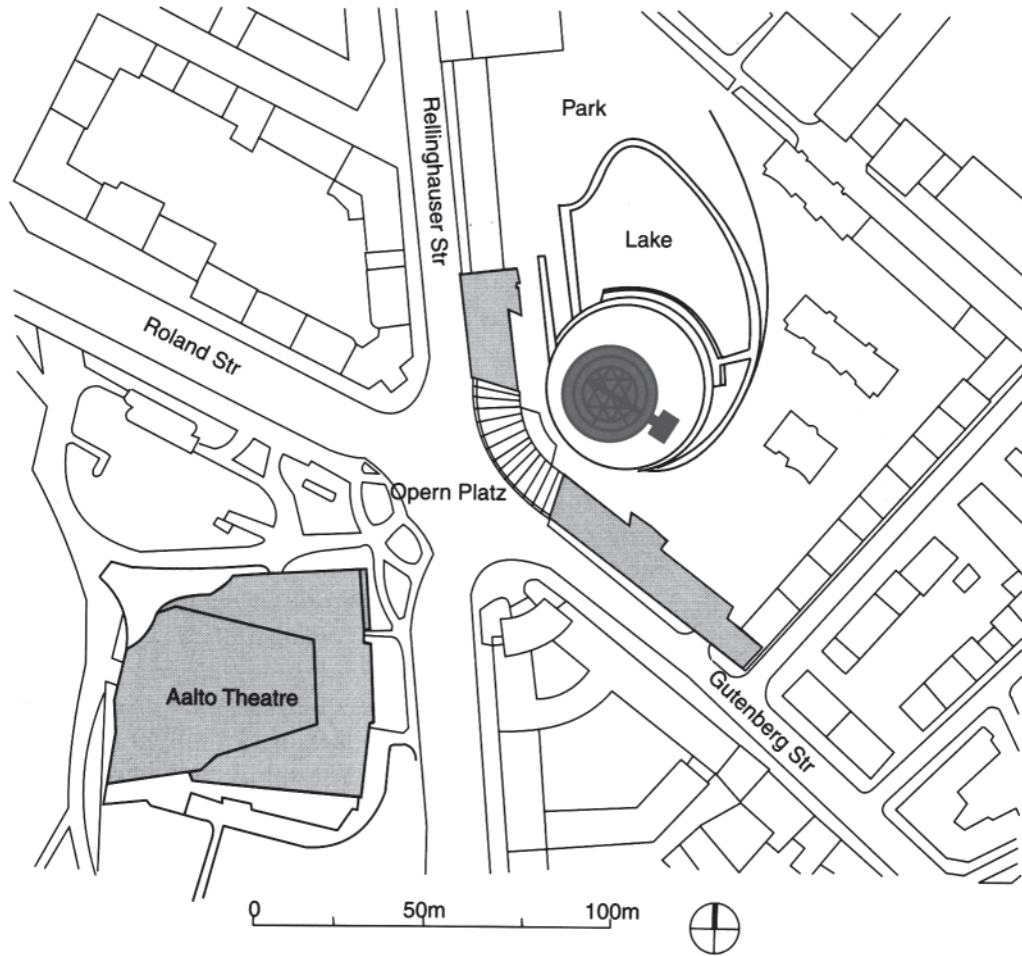 Park
Rellinghauser Str
Lake
Roland Str
Opern Platz
Aalto Theatre
Gutenberg Str
0 50m 100m